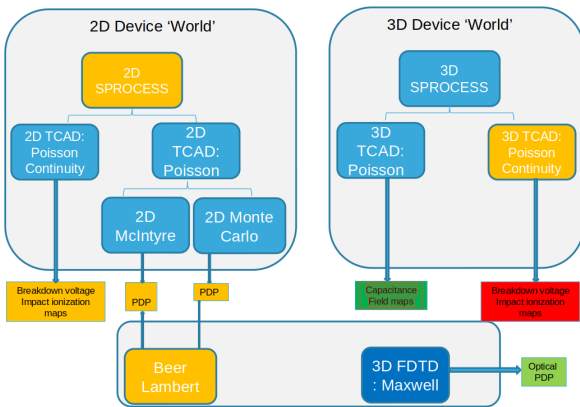 2D Device ‘World’
3D Device ‘World’
2D
SPROCESS
3D
SPROCESS
2D TCAD:
Poisson
Continuity
2D
TCAD:
Poisson
3D
TCAD:
Poisson
3D TCAD:
Poisson
Continuity
2D
McIntyre
2D Monte
Carlo
Breakdown voltage
Impact ionization
maps
PDP
PDP
Capacitance
Field maps
Breakdown voltage
Impact ionization
maps
Beer
Lambert
3D FDTD
: Maxwell
Optical
PDP